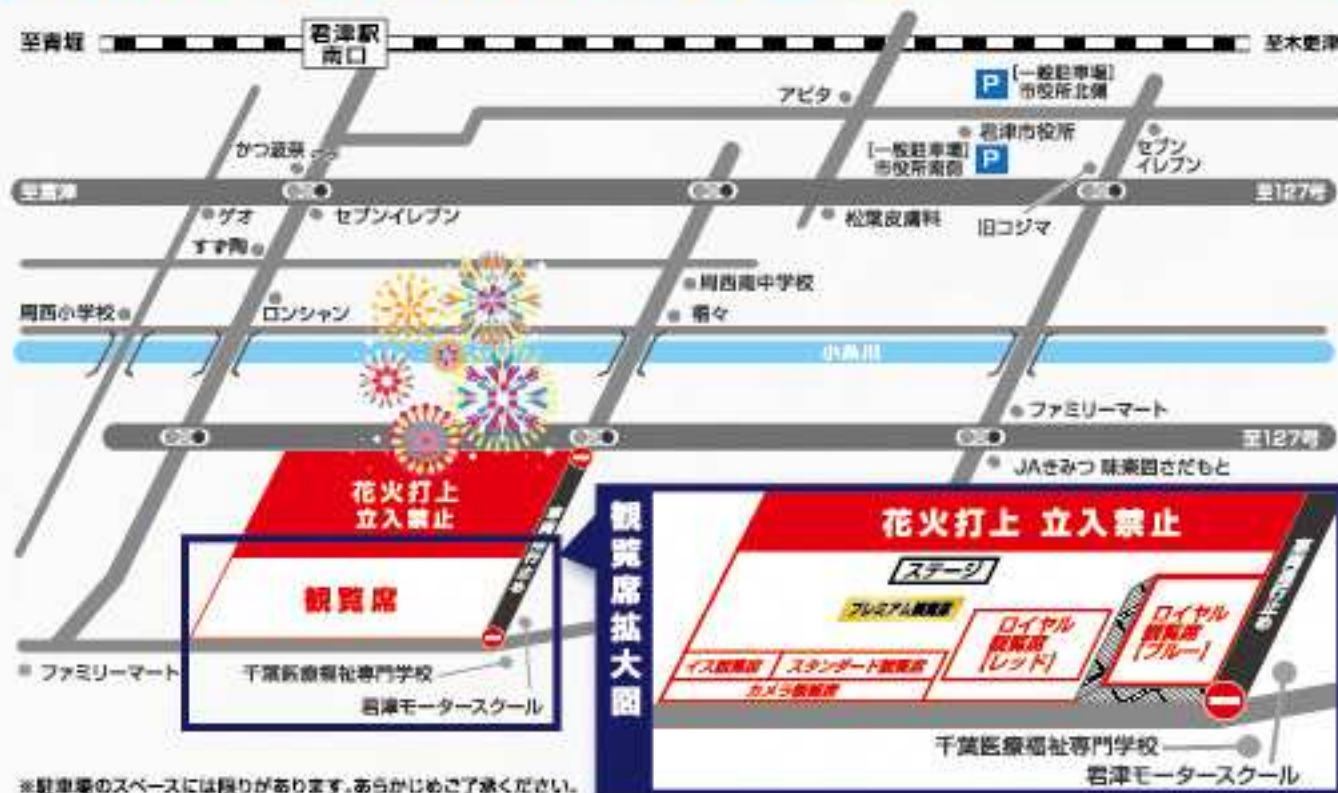 至青堀
君津駅
南口
至木更津
アピタ
[一般駐車場]
市役所北側
P
君津市役所
[一般駐車場]
市役所南側
P
セブン
イレブン
かつ波奈
至富津
至127号
ゲオ
セブンイレブン
松葉皮膚科
旧コジマ
すず陶
周西南中学校
周西小学校
ロンシャン
小糸川
ファミリーマート
至127号
JAきみつ 味楽囲さだもと
花火打上
立入禁止
観覧席
ファミリーマート
千葉医療福祉専門学校
君津モータースクール
観覧席拡大図
花火打上 立入禁止
ステージ
プレミアム観覧席
ロイヤル
観覧席
[レッド]
ロイヤル
観覧席
[ブルー]
イス観覧席
スタンダード観覧席
カメラ観覧席
千葉医療福祉専門学校
君津モータースクール
※駐車場のスペースには限りがあります。あらかじめご了承ください。